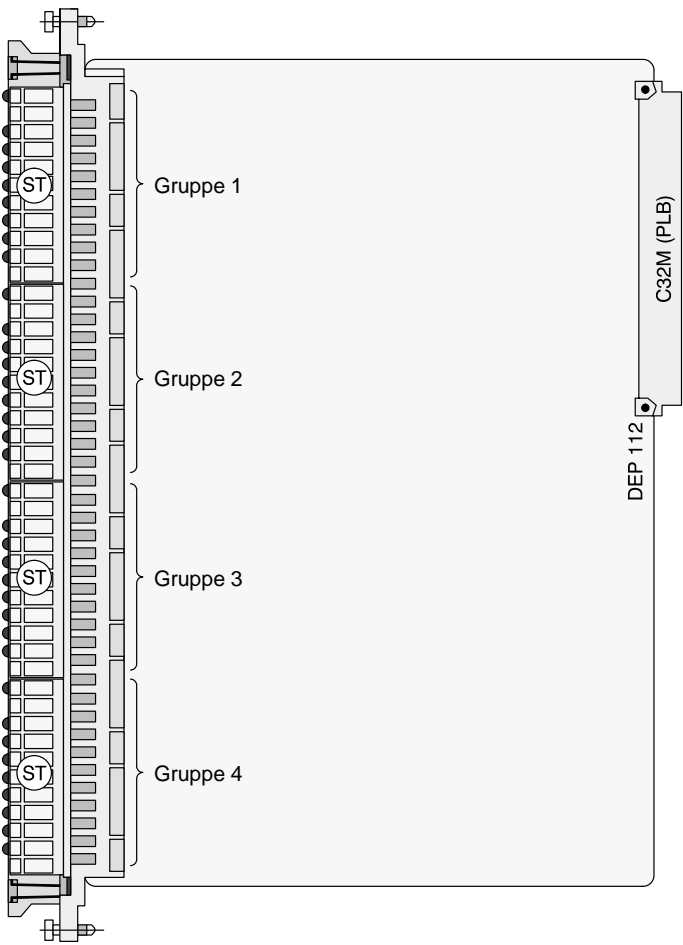 ST
Gruppe 1
C32M (PLB)
ST
Gruppe 2
DEP 112
ST
Gruppe 3
ST
Gruppe 4